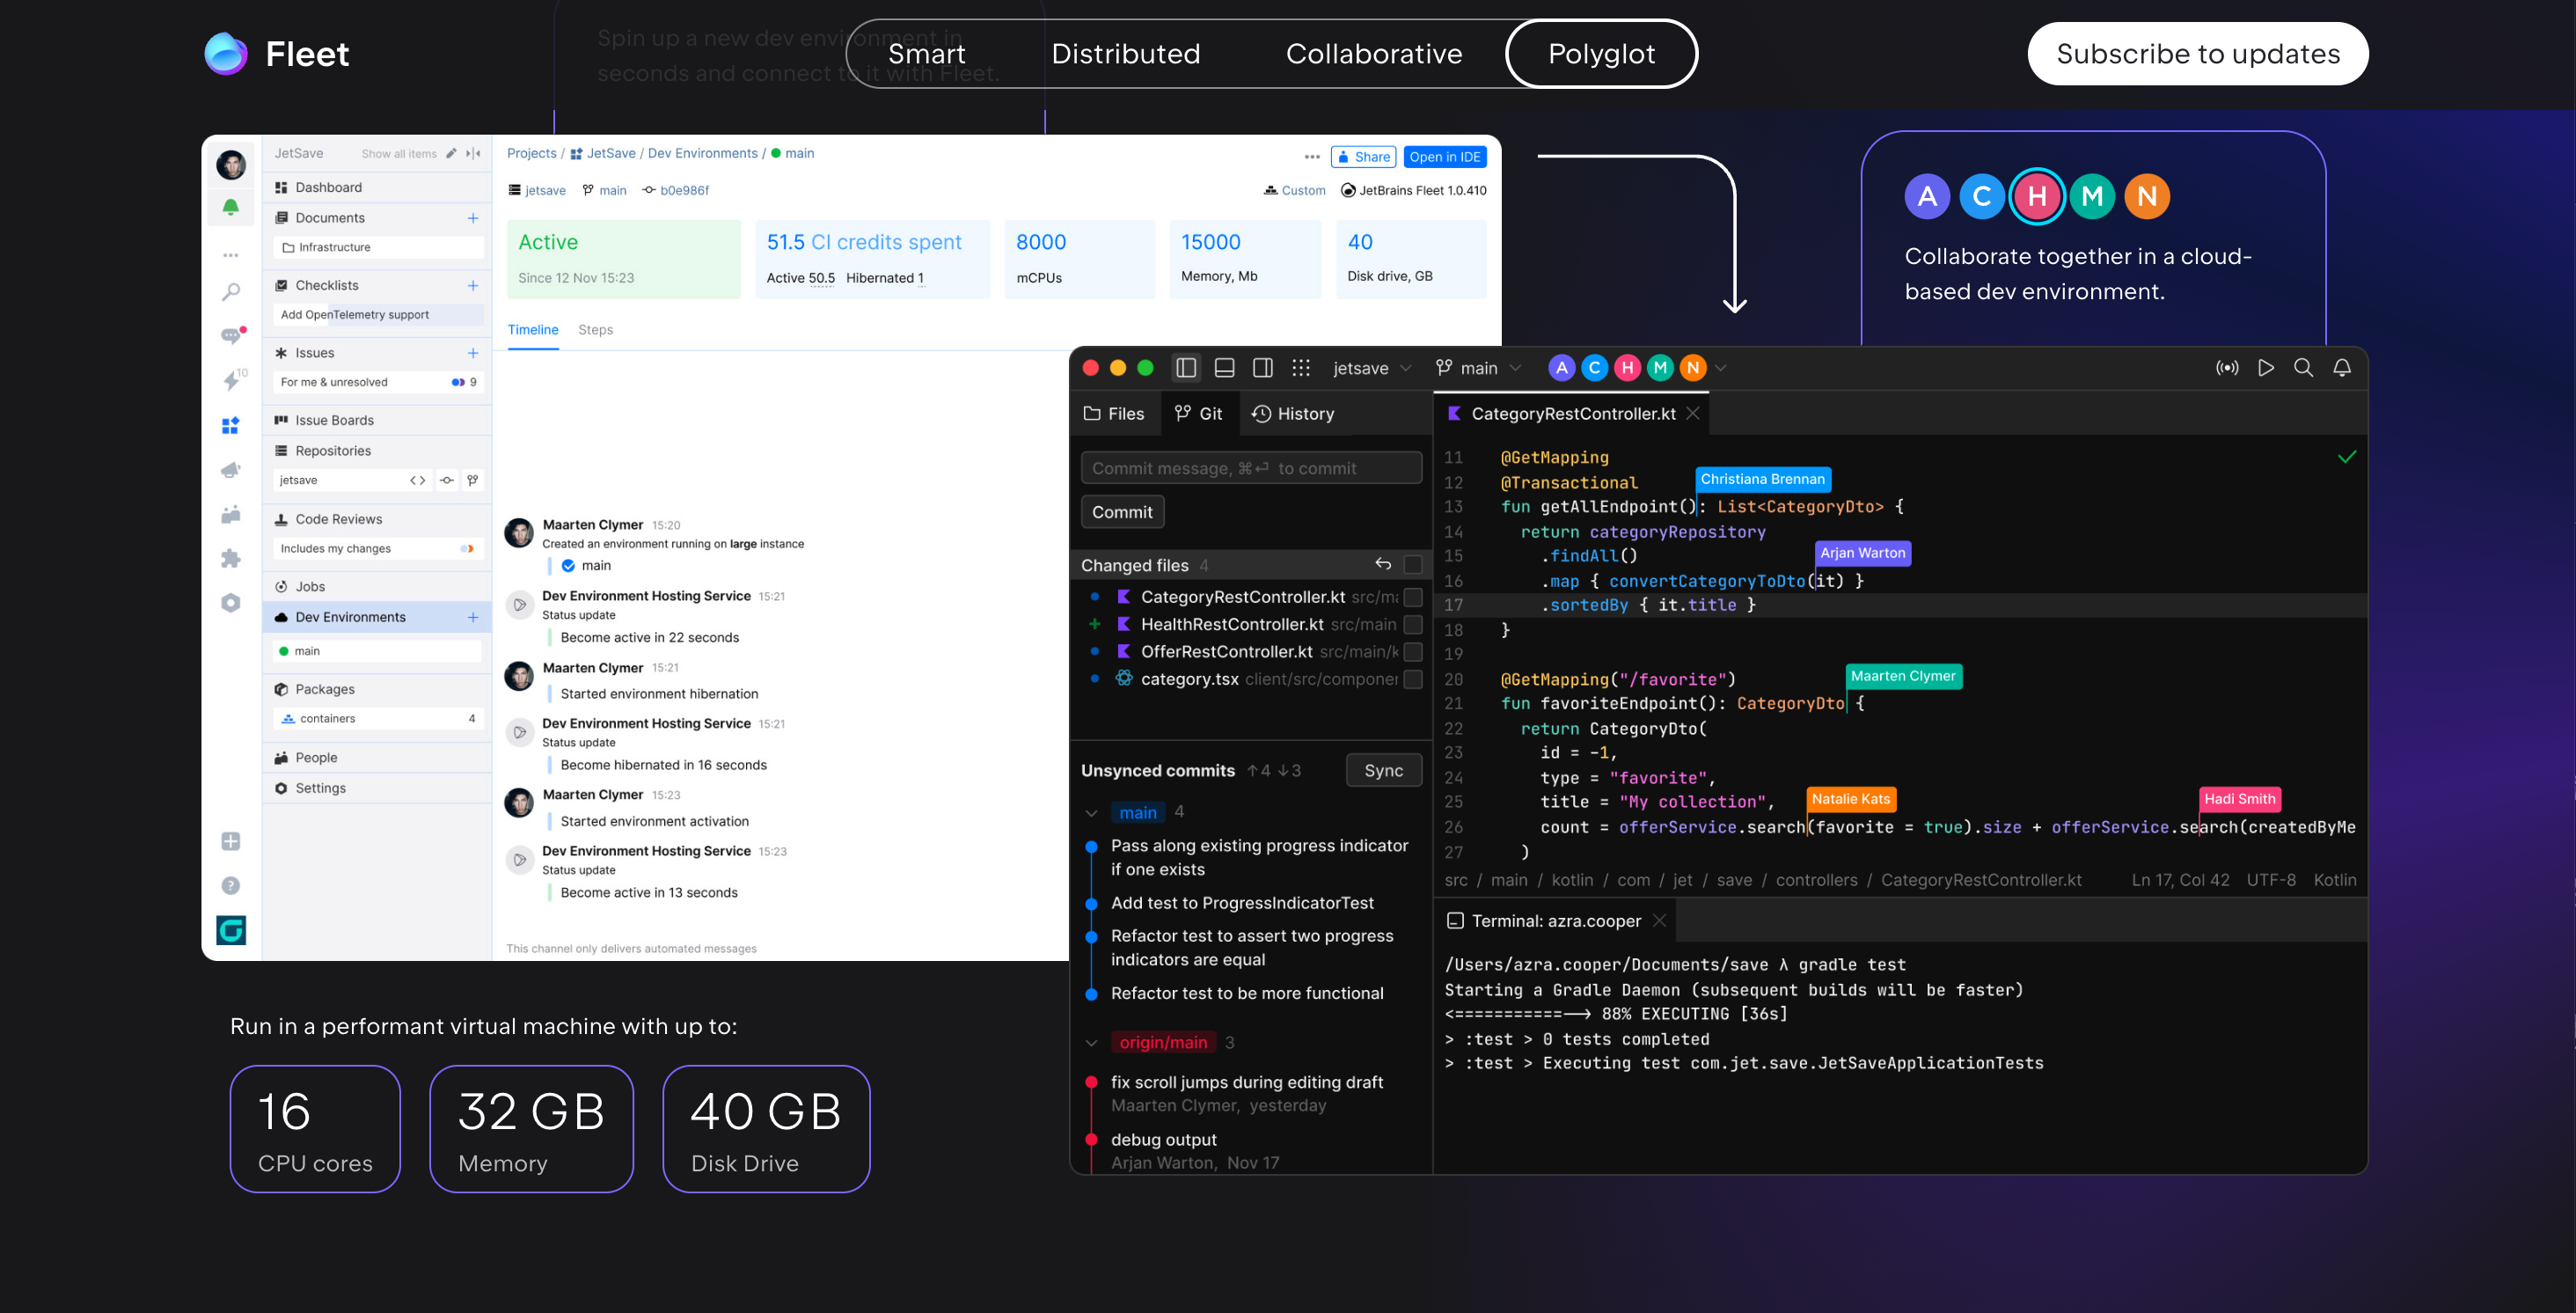 Fleet
Spin up a new dev environment in
seconds and connect to it with Fleet.
Smart
Distributed
Collaborative
Polyglot
Subscribe to updates
JetSave
Show all items
Dashboard
Documents
Infrastructure
Checklists
Add OpenTelemetry support
Issues
For me & unresolved 9
Issue Boards
Repositories
jetsave
Code Reviews
Includes my changes
Jobs
Dev Environments
main
Packages
containers 4
People
Settings
10
Projects / JetSave / Dev Environments / main
Share
Open in IDE
jetsave main b0e986f
Custom
JetBrains Fleet 1.0.410
Active
Since 12 Nov 15:23
51.5 CI credits spent
Active 50.5 Hibernated 1
8000
mCPUs
15000
Memory, Mb
40
Disk drive, GB
Timeline
Steps
Maarten Clymer 15:20
Created an environment running on large instance
main
Dev Environment Hosting Service 15:21
Status update
Become active in 22 seconds
Maarten Clymer 15:21
Started environment hibernation
Dev Environment Hosting Service 15:21
Status update
Become hibernated in 16 seconds
Maarten Clymer 15:23
Started environment activation
Dev Environment Hosting Service 15:23
Status update
Become active in 13 seconds
This channel only delivers automated messages
A C H M N
Collaborate together in a cloud-
based dev environment.
jetsave
main
A C H M N
Files
Git
History
Commit message, ⌘⏎ to commit
Commit
Changed files 4
CategoryRestController.kt src/ma
HealthRestController.kt src/main
OfferRestController.kt src/main/k
category.tsx client/src/componer
Unsynced commits ↑4 ↓3
Sync
main 4
Pass along existing progress indicator
if one exists
Add test to ProgressIndicatorTest
Refactor test to assert two progress
indicators are equal
Refactor test to be more functional
origin/main 3
fix scroll jumps during editing draft
Maarten Clymer, yesterday
debug output
Arjan Warton, Nov 17
CategoryRestController.kt
11 @GetMapping
12 @Transactional
Christiana Brennan
13 fun getAllEndpoint(): List<CategoryDto> {
14 return categoryRepository
15 .findAll()
Arjan Warton
16 .map { convertCategoryToDto(it) }
17 .sortedBy { it.title }
18 }
19
20 @GetMapping("/favorite")
Maarten Clymer
21 fun favoriteEndpoint(): CategoryDto {
22 return CategoryDto(
23 id = -1,
24 type = "favorite",
25 title = "My collection",
Natalie Kats
Hadi Smith
26 count = offerService.search(favorite = true).size + offerService.search(createdByMe
27 )
src / main / kotlin / com / jet / save / controllers / CategoryRestController.kt
Ln 17, Col 42 UTF-8 Kotlin
Terminal: azra.cooper
/Users/azra.cooper/Documents/save λ gradle test
Starting a Gradle Daemon (subsequent builds will be faster)
<===========--> 88% EXECUTING [36s]
> :test > 0 tests completed
> :test > Executing test com.jet.save.JetSaveApplicationTests
Run in a performant virtual machine with up to:
16
CPU cores
32 GB
Memory
40 GB
Disk Drive